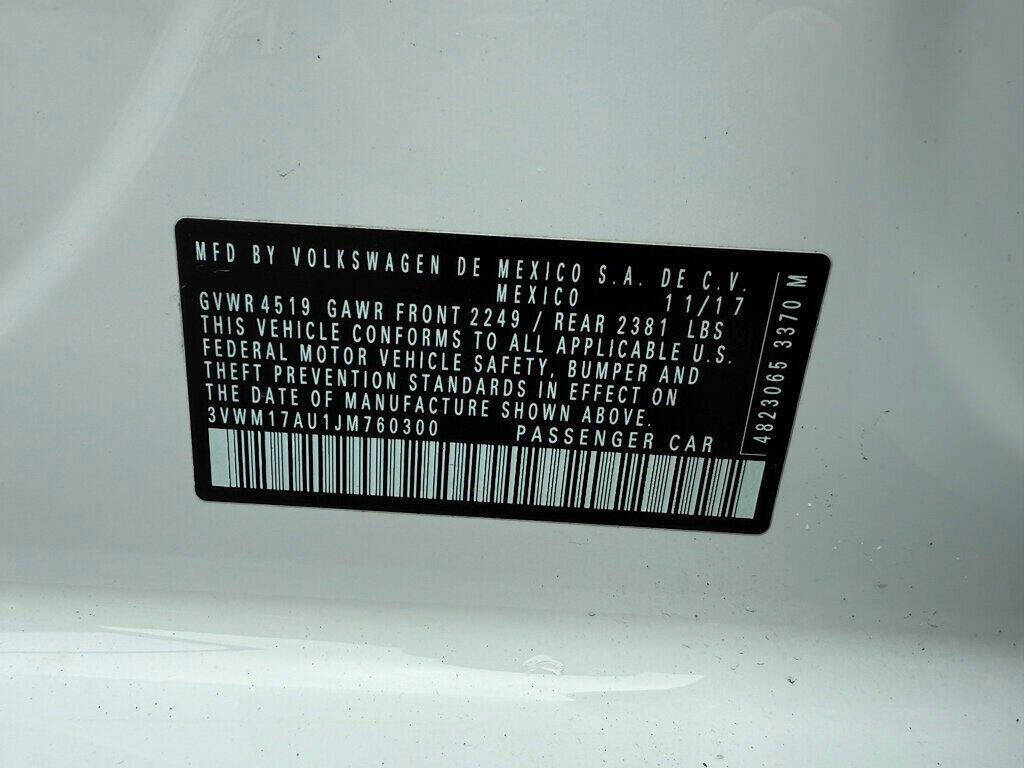 MFD BY VOLKSWAGEN DE MEXICO S.A. DE C.V.
MEXICO 11/17
GVWR 4519 GAWR FRONT 2249 / REAR 2381 LBS
THIS VEHICLE CONFORMS TO ALL APPLICABLE U.S.
FEDERAL MOTOR VEHICLE SAFETY, BUMPER AND
THEFT PREVENTION STANDARDS IN EFFECT ON
THE DATE OF MANUFACTURE SHOWN ABOVE.
3VWM17AU1JM760300 PASSENGER CAR
4823065 3370 M